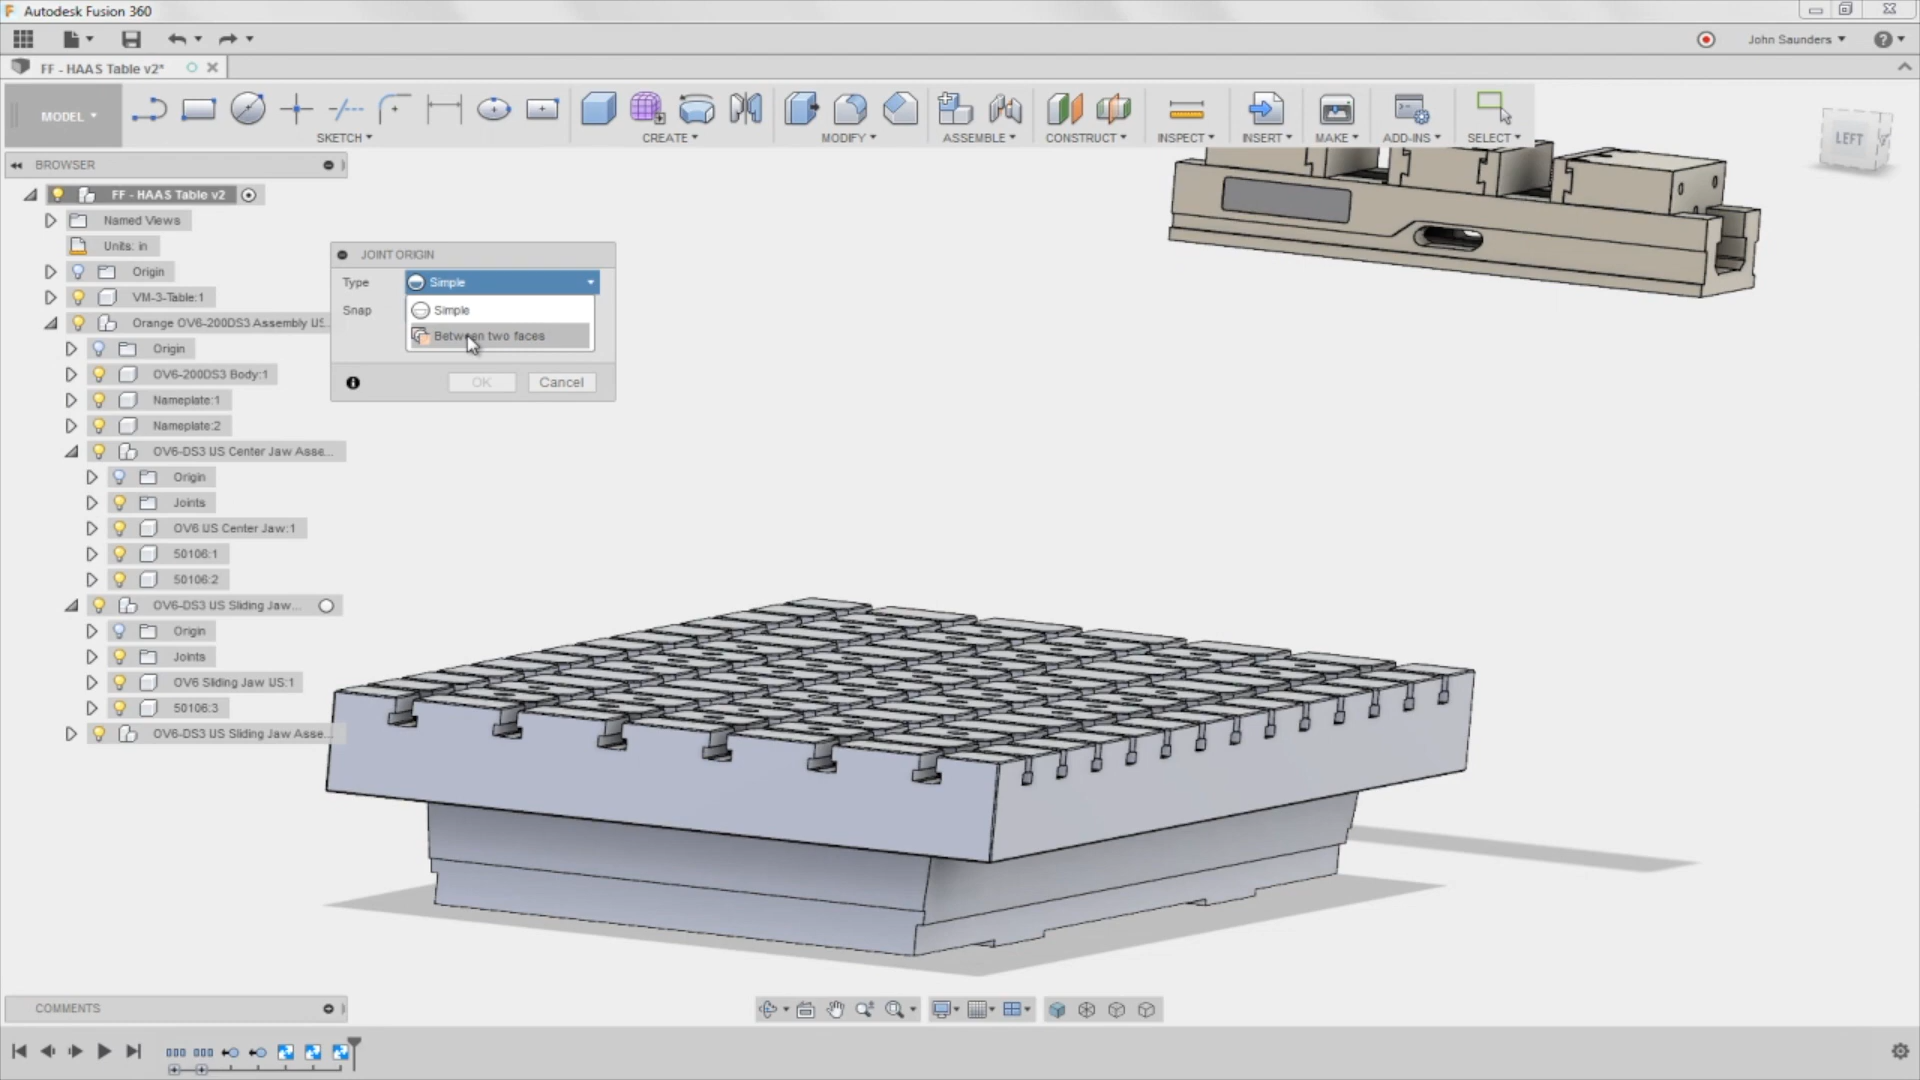 Autodesk Fusion 360
John Saunders
FF - HAAS Table v2*
MODEL
SKETCH
CREATE
MODIFY
ASSEMBLE
CONSTRUCT
INSPECT
INSERT
MAKE
ADD-INS
SELECT
LEFT
BROWSER
FF - HAAS Table v2
Named Views
Units: in
Origin
VM-3-Table:1
Orange OV6-200DS3 Assembly US
Origin
OV6-200DS3 Body:1
Nameplate:1
Nameplate:2
OV6-DS3 US Center Jaw Asse...
Origin
Joints
OV6 US Center Jaw:1
50106:1
50106:2
OV6-DS3 US Sliding Jaw...
Origin
Joints
OV6 Sliding Jaw US:1
50106:3
OV6-DS3 US Sliding Jaw Asse...
JOINT ORIGIN
Type
Simple
Snap
Simple
Between two faces
OK
Cancel
COMMENTS